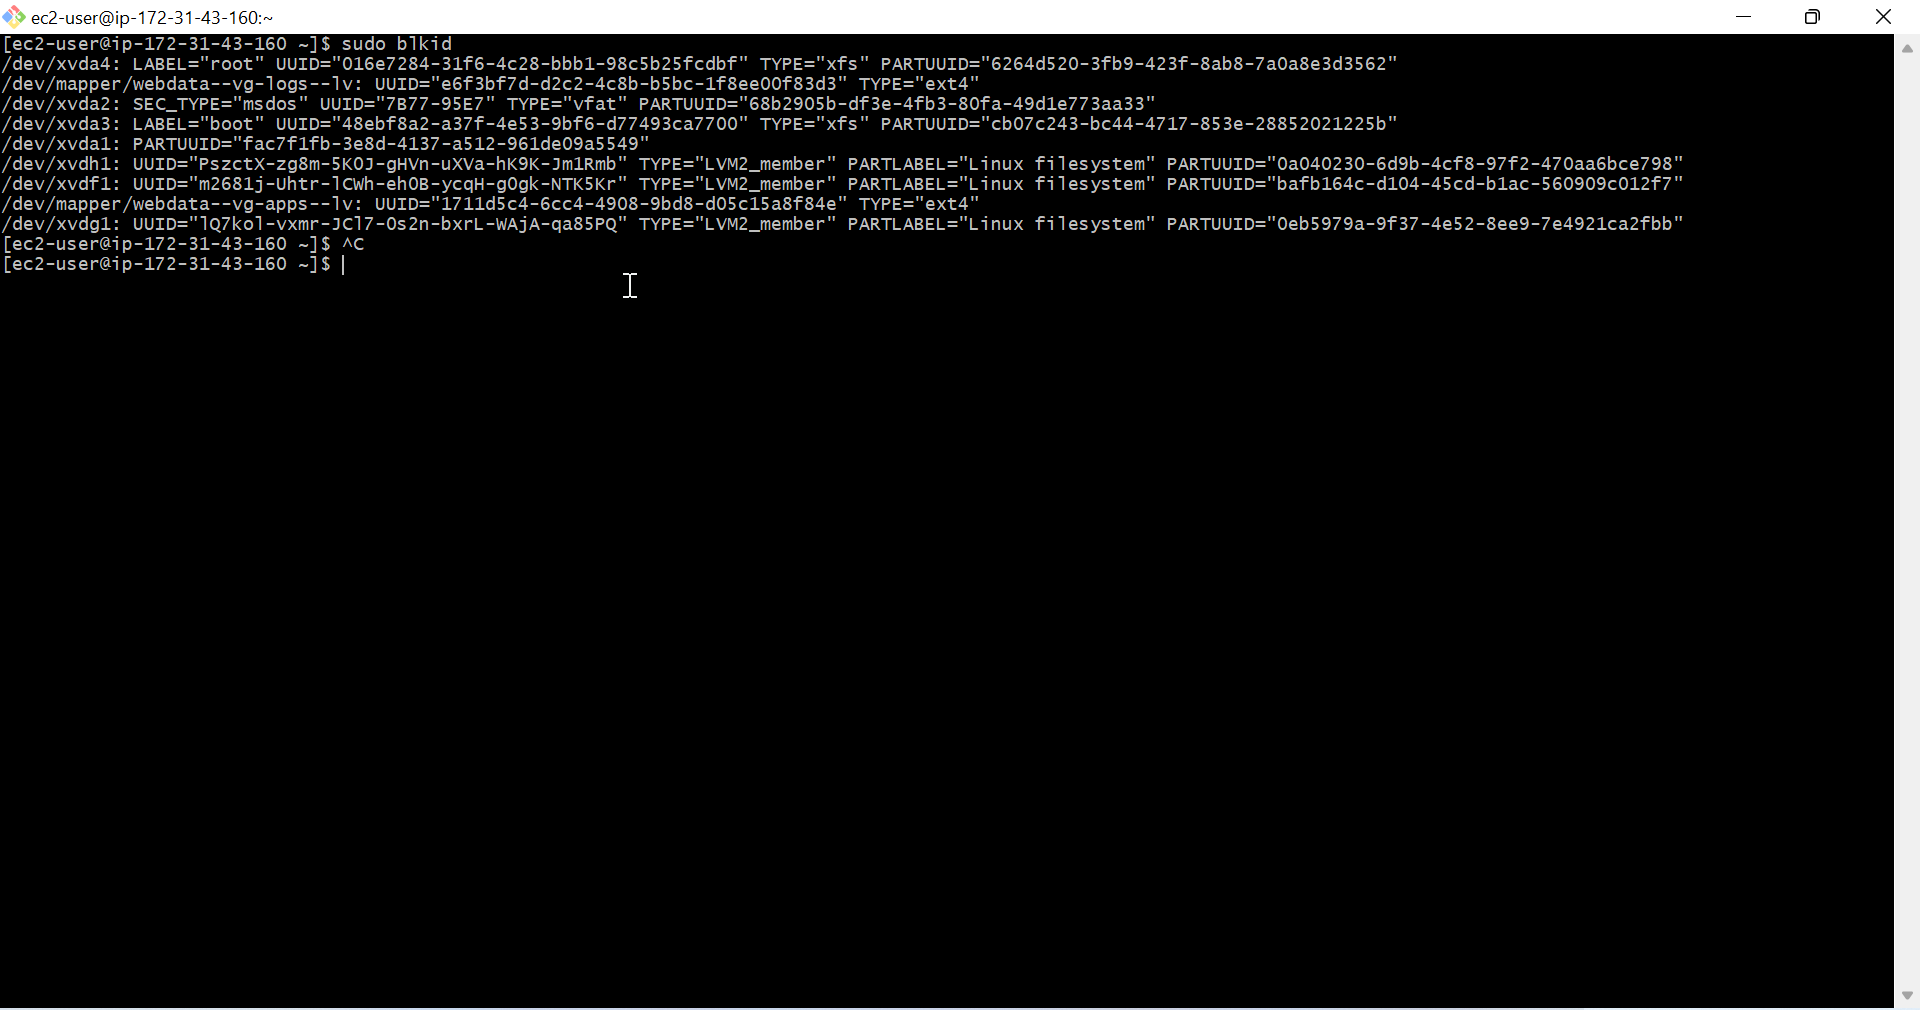 ec2-user@ip-172-31-43-160:~
[ec2-user@ip-172-31-43-160 ~]$ sudo blkid
/dev/xvda4: LABEL="root" UUID="016e7284-31f6-4c28-bbb1-98c5b25fcdbf" TYPE="xfs" PARTUUID="6264d520-3fb9-423f-8ab8-7a0a8e3d3562"
/dev/mapper/webdata--vg-logs--lv: UUID="e6f3bf7d-d2c2-4c8b-b5bc-1f8ee00f83d3" TYPE="ext4"
/dev/xvda2: SEC_TYPE="msdos" UUID="7B77-95E7" TYPE="vfat" PARTUUID="68b2905b-df3e-4fb3-80fa-49d1e773aa33"
/dev/xvda3: LABEL="boot" UUID="48ebf8a2-a37f-4e53-9bf6-d77493ca7700" TYPE="xfs" PARTUUID="cb07c243-bc44-4717-853e-28852021225b"
/dev/xvda1: PARTUUID="fac7f1fb-3e8d-4137-a512-961de09a5549"
/dev/xvdh1: UUID="PszctX-zg8m-5K0J-gHVn-uXVa-hK9K-Jm1Rmb" TYPE="LVM2_member" PARTLABEL="Linux filesystem" PARTUUID="0a040230-6d9b-4cf8-97f2-470aa6bce798"
/dev/xvdf1: UUID="m2681j-Uhtr-lCWh-eh0B-ycqH-g0gk-NTK5Kr" TYPE="LVM2_member" PARTLABEL="Linux filesystem" PARTUUID="bafb164c-d104-45cd-b1ac-560909c012f7"
/dev/mapper/webdata--vg-apps--lv: UUID="1711d5c4-6cc4-4908-9bd8-d05c15a8f84e" TYPE="ext4"
/dev/xvdg1: UUID="lQ7kol-vxmr-JCl7-Os2n-bxrL-WAjA-qa85PQ" TYPE="LVM2_member" PARTLABEL="Linux filesystem" PARTUUID="0eb5979a-9f37-4e52-8ee9-7e4921ca2fbb"
[ec2-user@ip-172-31-43-160 ~]$ ^C
[ec2-user@ip-172-31-43-160 ~]$